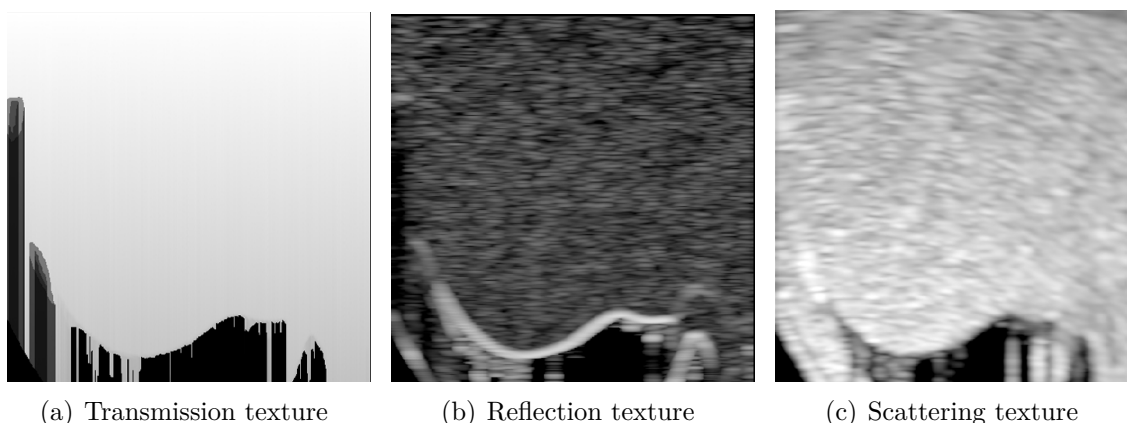 (a) Transmission texture
(b) Reflection texture
(c) Scattering texture